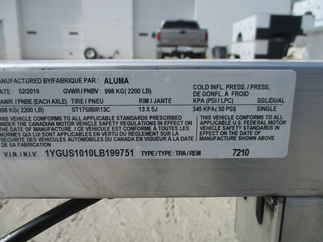 MANUFACTURED BY/FABRIQUE PAR : ALUMA
DATE: 02/2019 GVWR / PNBV 998 KG( 2200 LB)
GAWR / PNBE (EACH AXLE) TIRE / PNEU RIM / JANTE
998 KG( 2200 LB) ST175/80R13C 13 X 5J
COLD INFL. PRESS./PRESS.
DE GONFL. A FROID
KPA (PSI / LPC) SGL/DUAL
345 KPA( 50 PSI) SINGLE
THIS VEHICLE CONFORMS TO ALL APPLICABLE STANDARDS PRESCRIBED
UNDER THE CANADIAN MOTOR VEHICLE SAFETY REGULATIONS IN EFFECT ON THE
DATE OF MANUFACTURE
THIS VEHICLE CONFORMS TO ALL
APPLICABLE U.S. FEDERAL MOTOR
VEHICLE SAFETY STANDARDS
IN EFFECT ON THE DATE OF
MANUFACTURE SHOWN ABOVE.
V.I.N. / N.I.V. 1YGUS1010LB199751 TYPE / TYPE: TRA / REM 7210